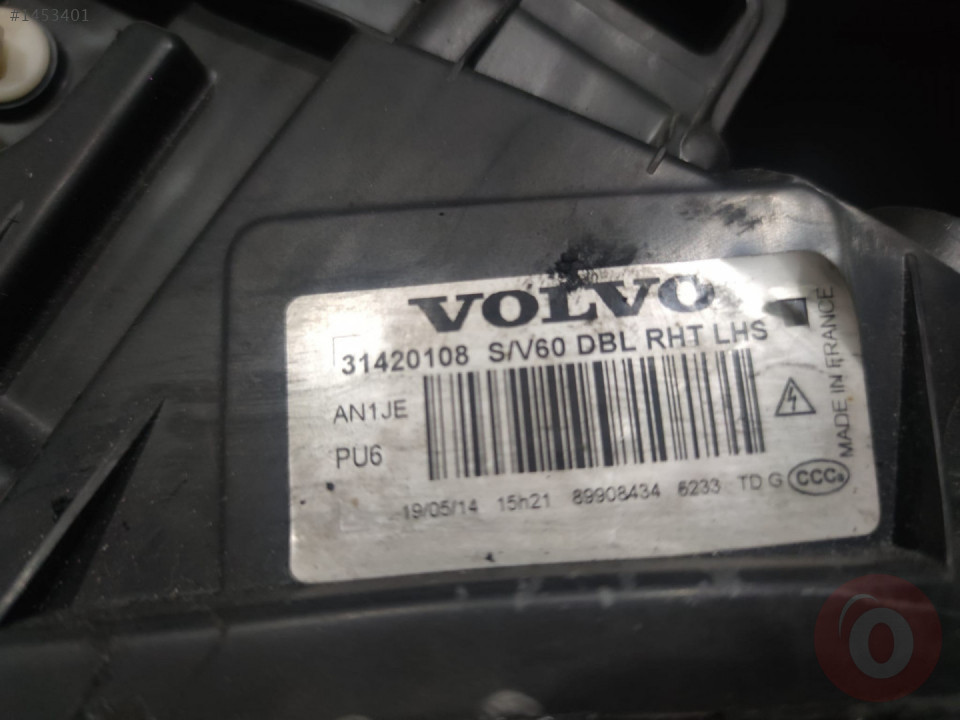 #1453401
VOLVO
31420108 S/V60 DBL RHT LHS
AN1JE
PU6
19/05/14 15h21 89908434 6233 TD G CCC
MADE IN FRANCE
O